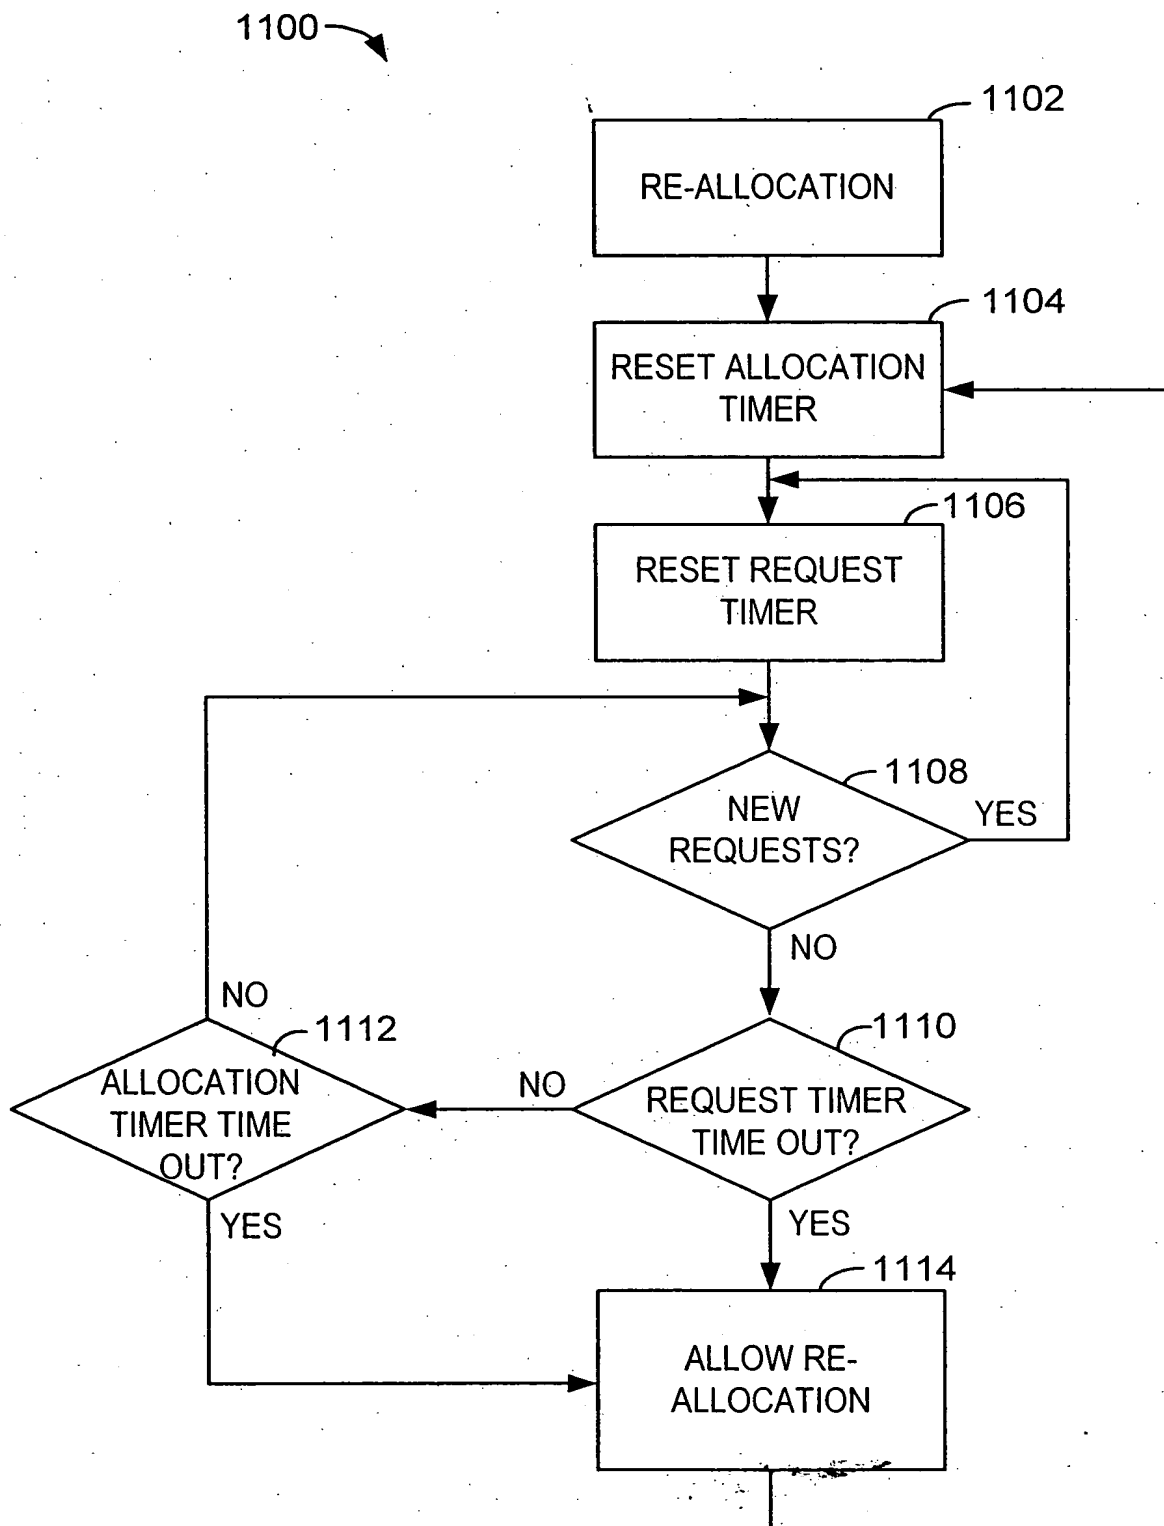 1100
1102
RE-ALLOCATION
1104
RESET ALLOCATION
TIMER
1106
RESET REQUEST
TIMER
1108
NEW
REQUESTS?
YES
NO
NO
1112
ALLOCATION
TIMER TIME
OUT?
NO
1110
REQUEST TIMER
TIME OUT?
YES
YES
1114
ALLOW RE-
ALLOCATION